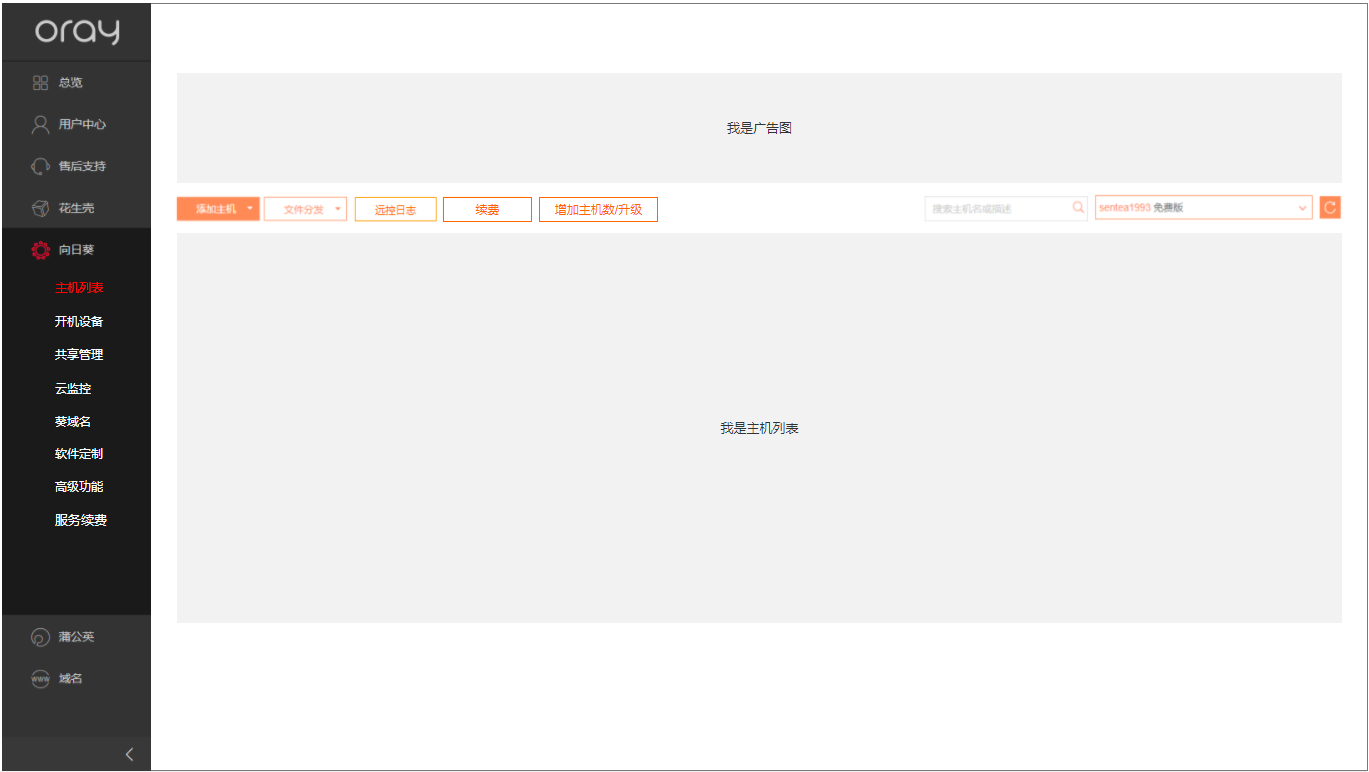 oray
总览
用户中心
售后支持
花生壳
向日葵
主机列表
开机设备
共享管理
云监控
葵域名
软件定制
高级功能
服务续费
蒲公英
www 域名
我是广告图
添加主机 文件分发 远控日志 续费 增加主机数/升级 搜索主机名或描述 sentea1993 免费版
我是主机列表